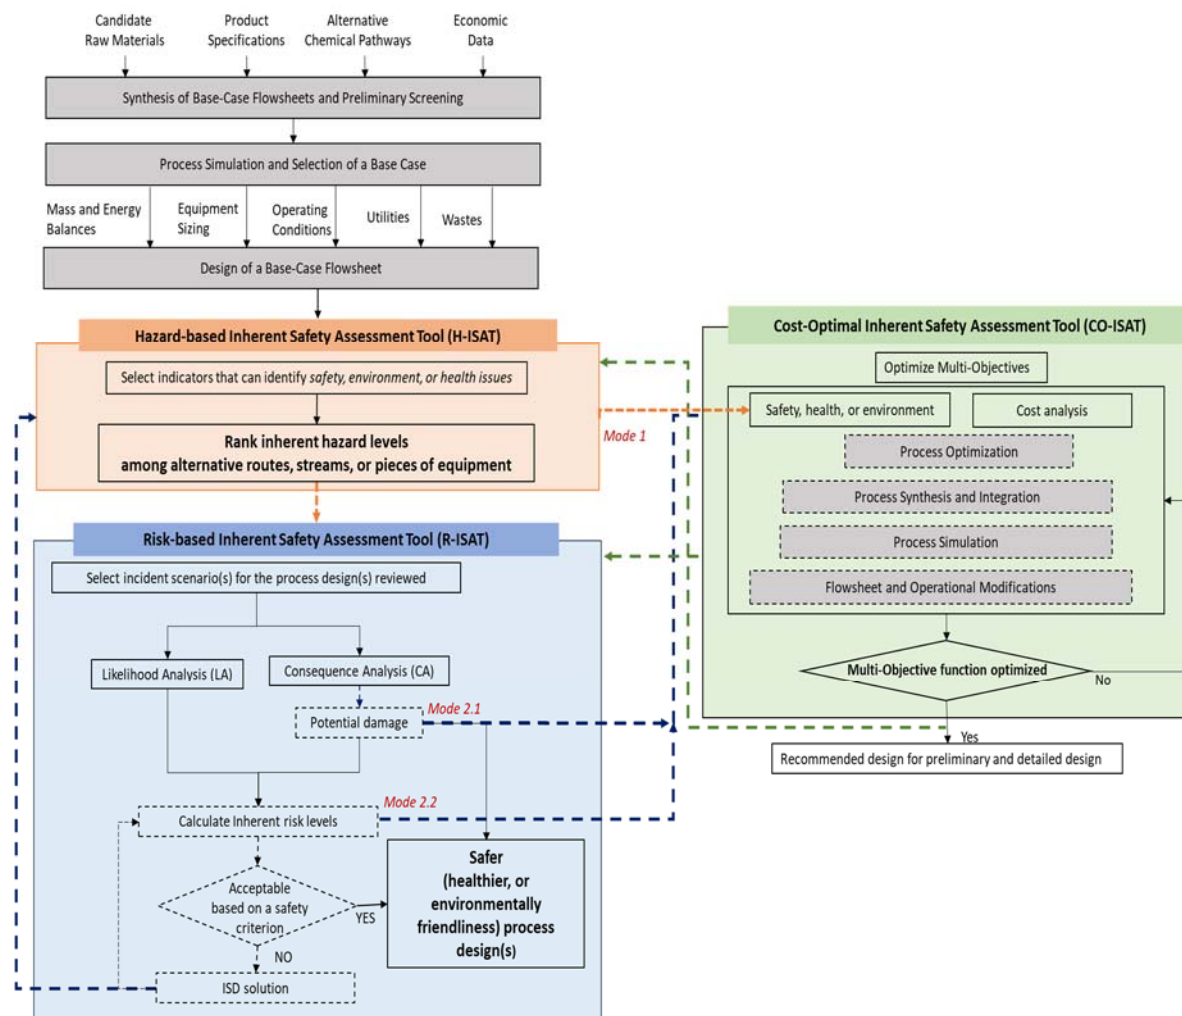 Candidate
Raw Materials
Product
Specifications
Alternative
Chemical Pathways
Economic
Data
Synthesis of Base-Case Flowsheets and Preliminary Screening
Process Simulation and Selection of a Base Case
Mass and Energy
Balances
Equipment
Sizing
Operating
Conditions
Utilities
Wastes
Design of a Base-Case Flowsheet
Hazard-based Inherent Safety Assessment Tool (H-ISAT)
Select indicators that can identify safety, environment, or health issues
Rank inherent hazard levels
among alternative routes, streams, or pieces of equipment
Mode 1
Risk-based Inherent Safety Assessment Tool (R-ISAT)
Select incident scenario(s) for the process design(s) reviewed
Likelihood Analysis (LA)
Consequence Analysis (CA)
Potential damage
Mode 2.1
Calculate Inherent risk levels
Mode 2.2
Acceptable
based on a safety
criterion
YES
NO
ISD solution
Safer
(healthier, or
environmentally
friendliness) process
design(s)
Cost-Optimal Inherent Safety Assessment Tool (CO-ISAT)
Optimize Multi-Objectives
Safety, health, or environment
Cost analysis
Process Optimization
Process Synthesis and Integration
Process Simulation
Flowsheet and Operational Modifications
Multi-Objective function optimized
No
Yes
Recommended design for preliminary and detailed design